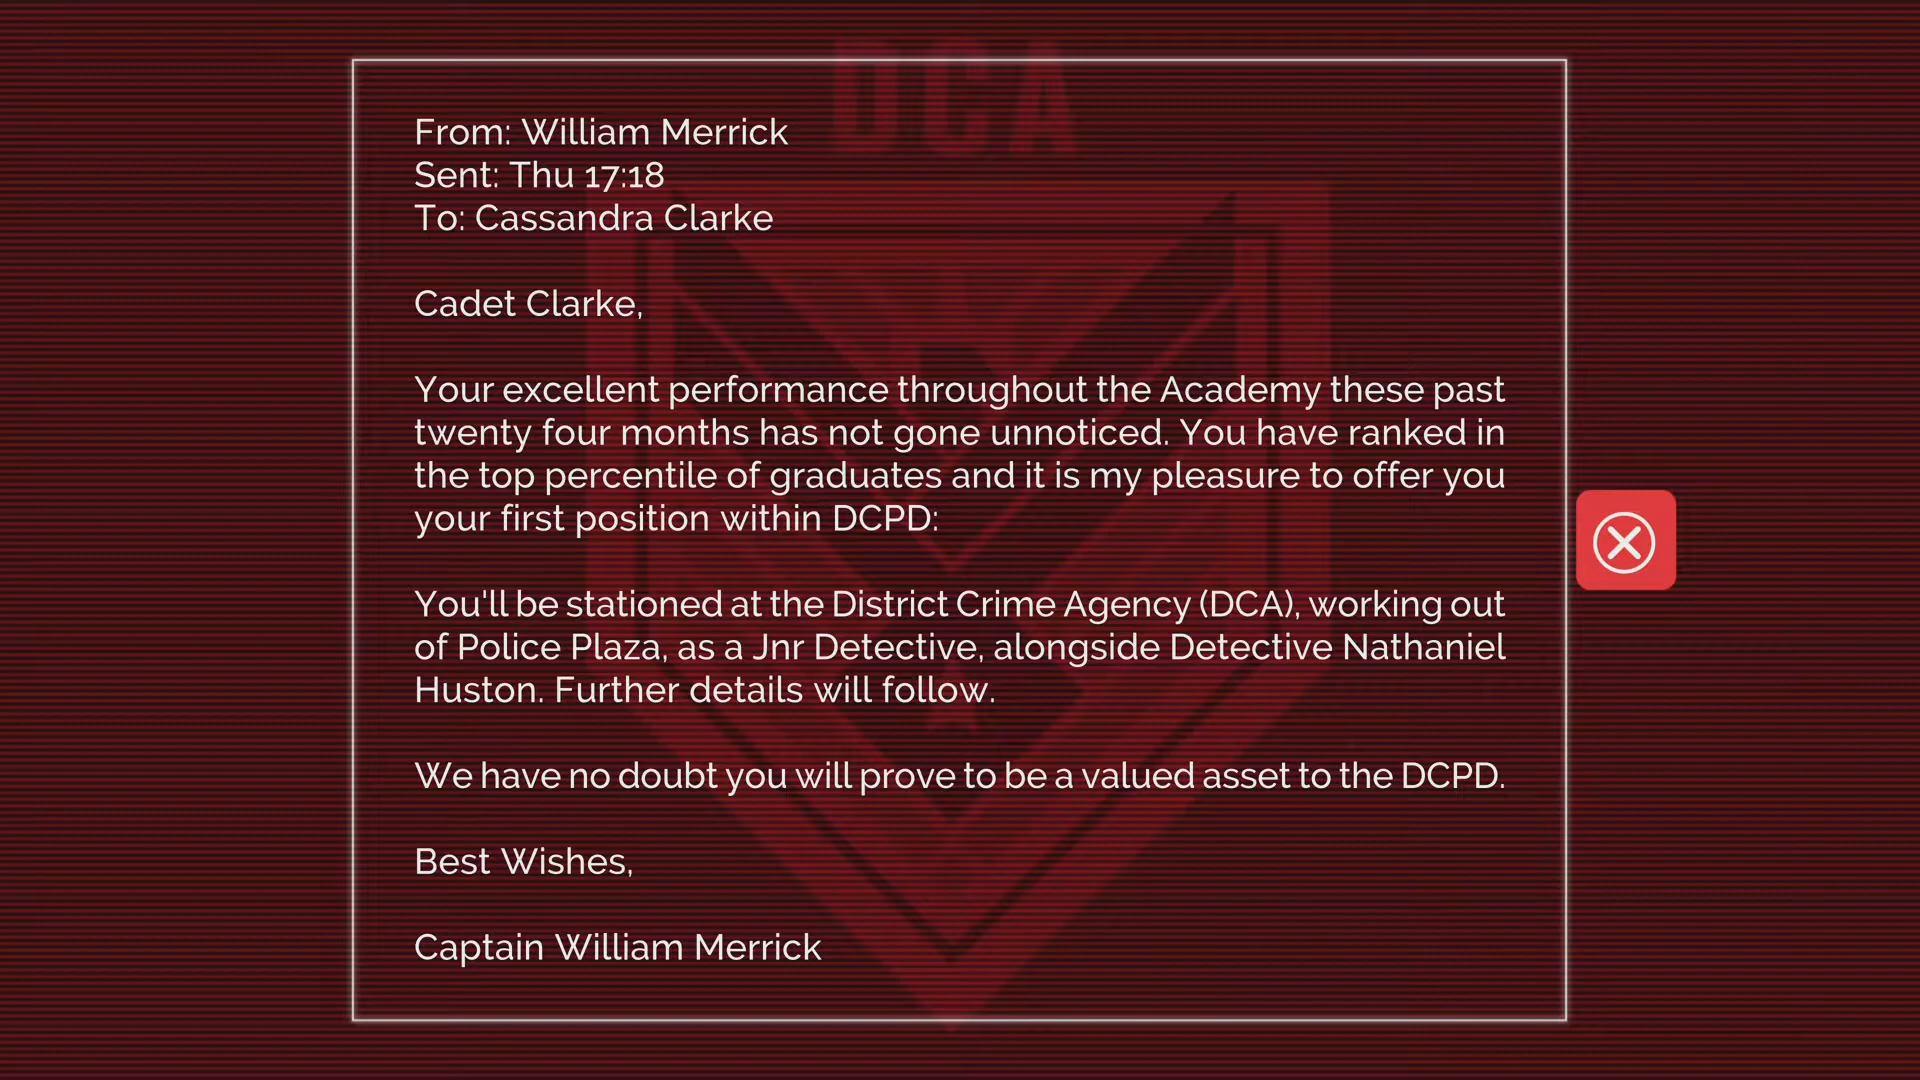 DCA
From: William Merrick
Sent: Thu 17:18
To: Cassandra Clarke
Cadet Clarke,
Your excellent performance throughout the Academy these past
twenty four months has not gone unnoticed. You have ranked in
the top percentile of graduates and it is my pleasure to offer you
your first position within DCPD:
You'll be stationed at the District Crime Agency (DCA), working out
of Police Plaza, as a Jnr Detective, alongside Detective Nathaniel
Huston. Further details will follow.
We have no doubt you will prove to be a valued asset to the DCPD.
Best Wishes,
Captain William Merrick